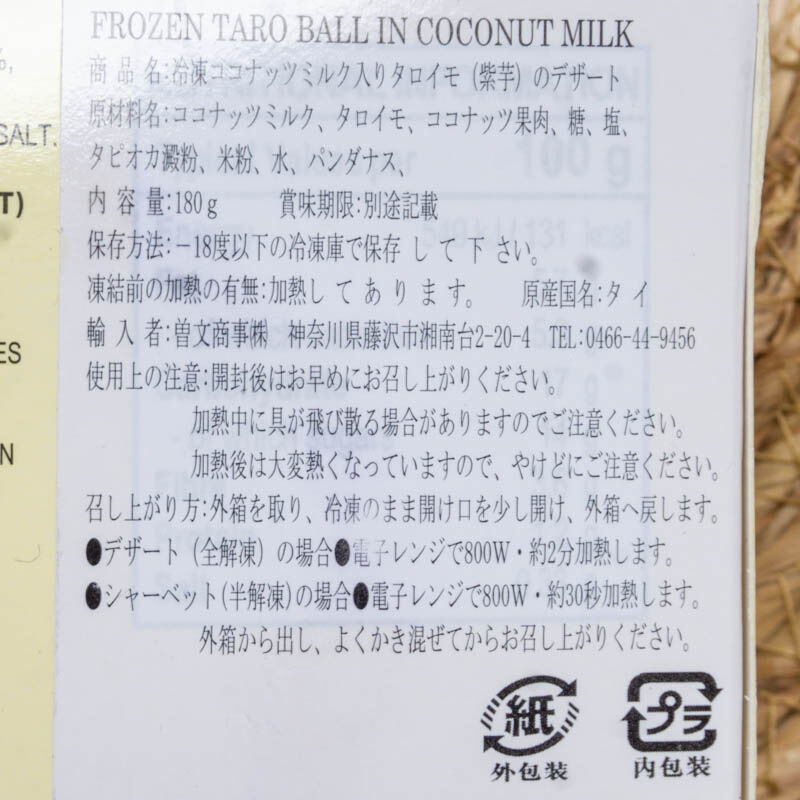 FROZEN TARO BALL IN COCONUT MILK
商 品 名:冷凍ココナッツミルク入りタロイモ（紫芋）のデザート
原材料名:ココナッツミルク、タロイモ、ココナッツ果肉、糖、塩、
タピオカ澱粉、米粉、水、パンダナス、
内 容 量:180g 賞味期限:別途記載
保存方法:−18度以下の冷凍庫で保存 し て 下 さい。
凍結前の加熱の有無:加熱し て あ り ま す。 原産国名:タ イ
輸 入 者:曽文商事㈱ 神奈川県藤沢市湘南台2-20-4 TEL:0466-44-9456
使用上の注意:開封後はお早めにお召し上がりください。
加熱中に具が飛び散る場合がありますのでご注意ください。
加熱後は大変熱くなっていますので、やけどにご注意ください。
召し上がり方:外箱を取り、冷凍のまま開け口を少し開け、外箱へ戻します。
●デザート（全解凍）の場合●電子レンジで800W・約2分加熱します。
●シャーベット(半解凍)の場合●電子レンジで800W・約30秒加熱します。
外箱から出し、よくかき混ぜてからお召し上がりください。
紙
外包装
プラ
内包装
%,
SALT.
T)
ES
N
100 g
131 kcal